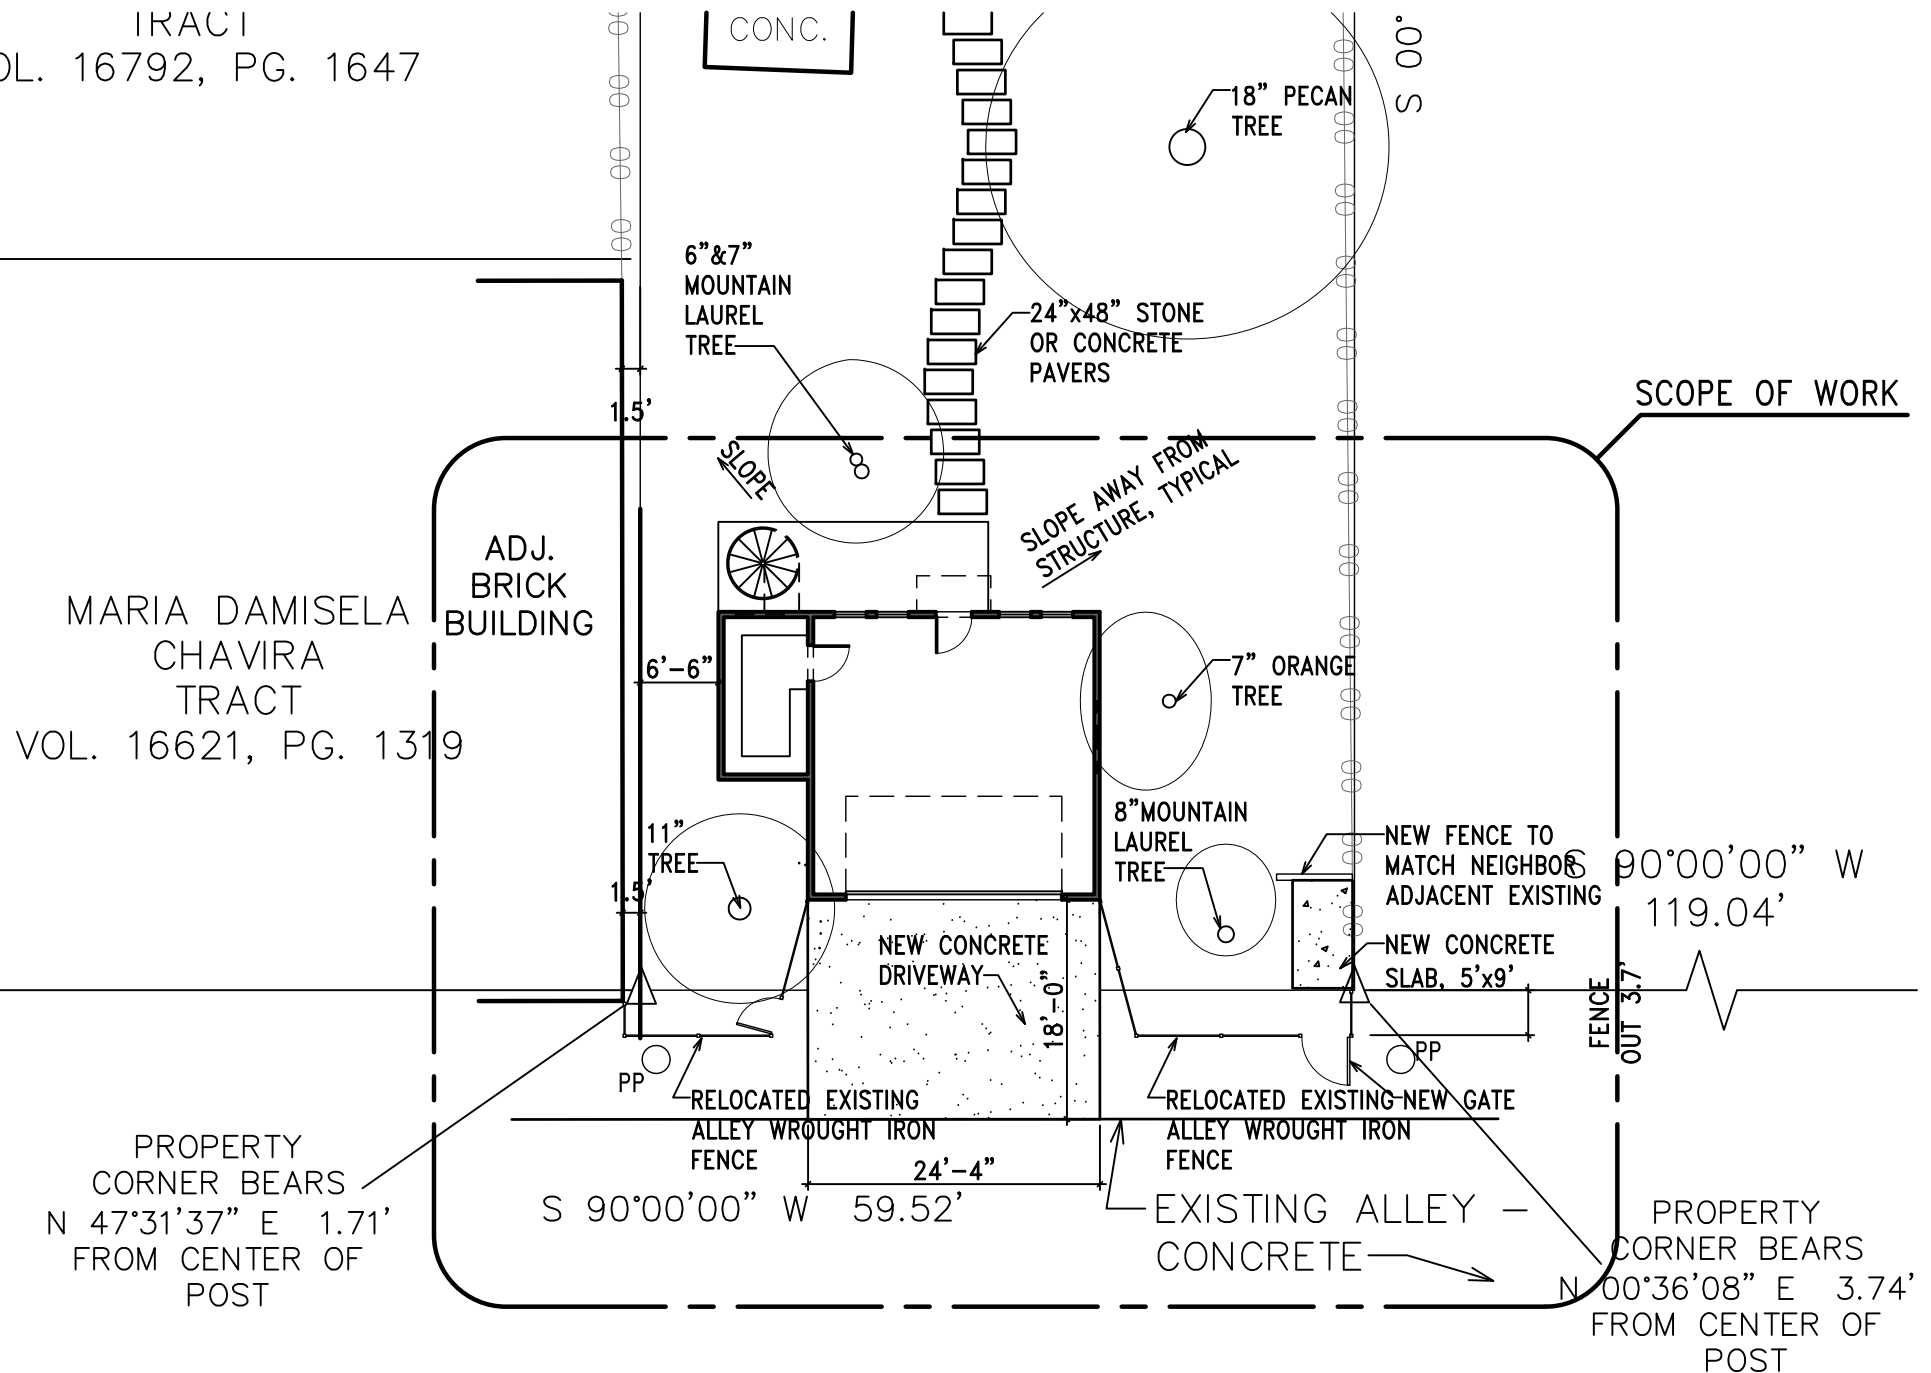 TRACT
OL. 16792, PG. 1647
CONC.
.00' S
18" PECAN
TREE
6"&7"
MOUNTAIN
LAUREL
TREE
24"x48" STONE
OR CONCRETE
PAVERS
1.5'
SCOPE OF WORK
SLOPE
SLOPE AWAY FROM
STRUCTURE, TYPICAL
ADJ.
BRICK
BUILDING
MARIA DAMISELA
CHAVIRA
TRACT
VOL. 16621, PG. 1319
6'-6"
7" ORANGE
TREE
11"
TREE
1.5'
8"MOUNTAIN
LAUREL
TREE
NEW FENCE TO
MATCH NEIGHBOR
ADJACENT EXISTING
S 90°00'00" W
119.04'
NEW CONCRETE
DRIVEWAY
18'-0"
NEW CONCRETE
SLAB, 5'x9'
FENCE
OUT 3.7'
PP
PP
RELOCATED EXISTING
ALLEY WROUGHT IRON
FENCE
RELOCATED EXISTING
ALLEY WROUGHT IRON
FENCE
NEW GATE
24'-4"
S 90°00'00" W 59.52'
EXISTING ALLEY -
CONCRETE
PROPERTY
CORNER BEARS
N 47°31'37" E 1.71'
FROM CENTER OF
POST
PROPERTY
CORNER BEARS
N 00°36'08" E 3.74'
FROM CENTER OF
POST